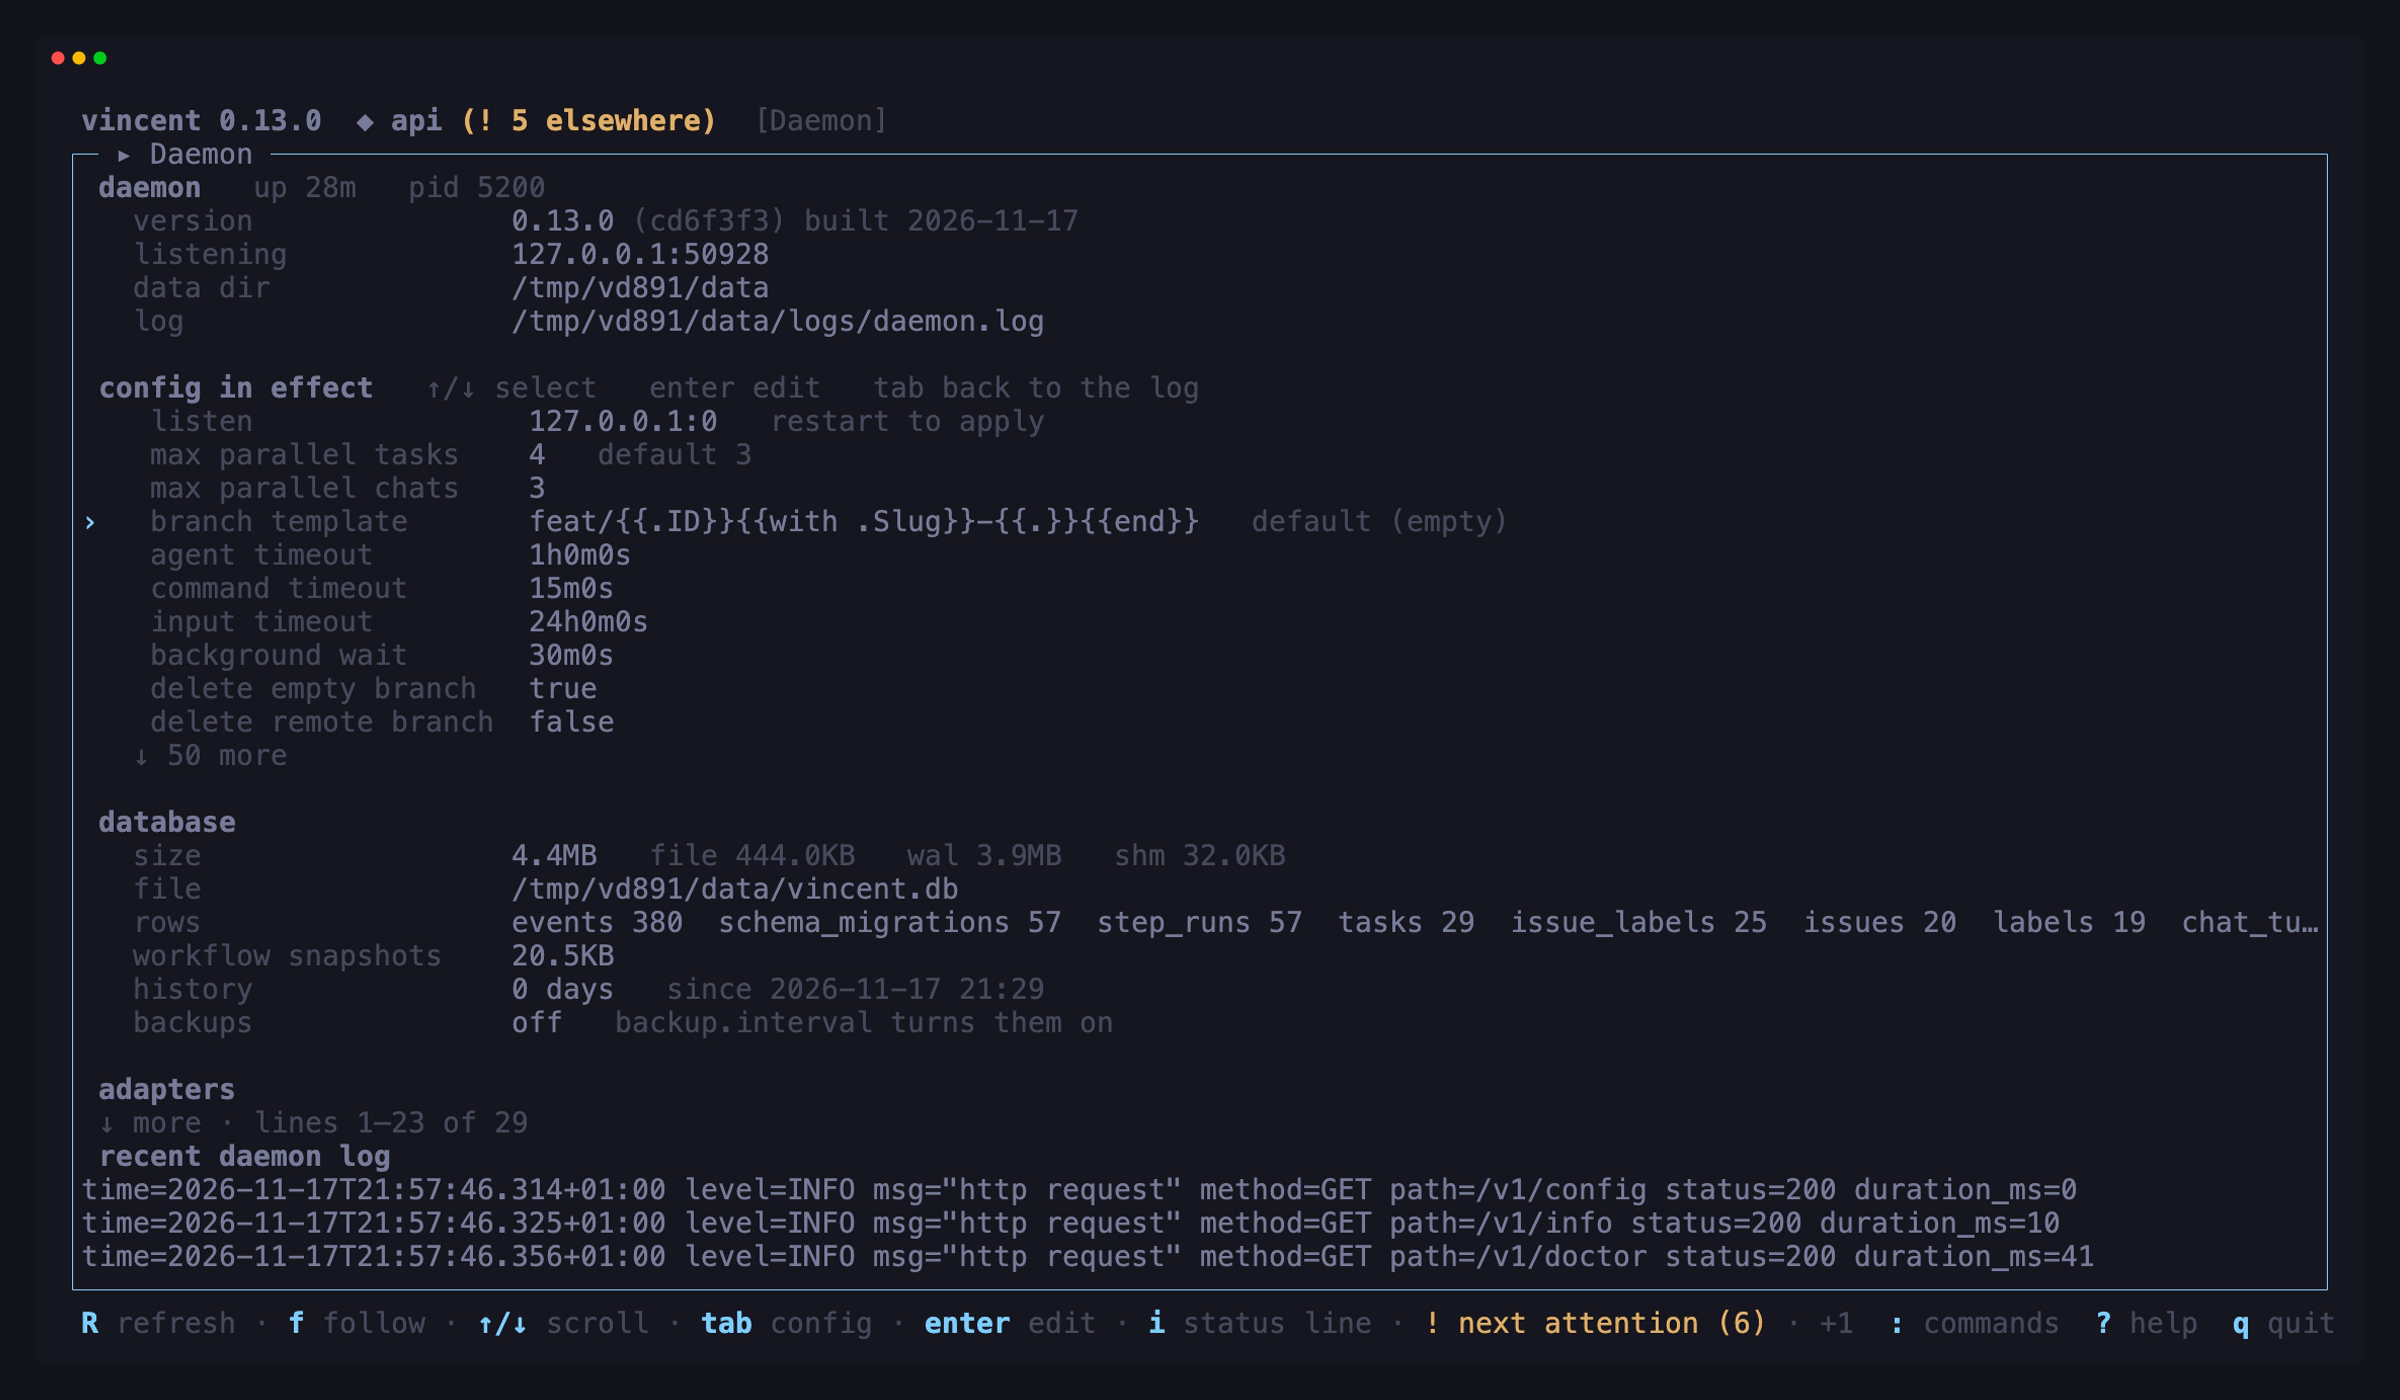 vincent 0.13.0  ◆ api (! 5 elsewhere)  [Daemon]
▸ Daemon
daemon   up 28m   pid 5200
version   0.13.0 (cd6f3f3) built 2026-11-17
listening   127.0.0.1:50928
data dir   /tmp/vd891/data
log   /tmp/vd891/data/logs/daemon.log
config in effect   ↑/↓ select   enter edit   tab back to the log
listen   127.0.0.1:0   restart to apply
max parallel tasks   4   default 3
max parallel chats   3
› branch template   feat/{{.ID}}{{with .Slug}}-{{.}}{{end}}   default (empty)
agent timeout   1h0m0s
command timeout   15m0s
input timeout   24h0m0s
background wait   30m0s
delete empty branch   true
delete remote branch   false
↓ 50 more
database
size   4.4MB   file 444.0KB   wal 3.9MB   shm 32.0KB
file   /tmp/vd891/data/vincent.db
rows   events 380  schema_migrations 57  step_runs 57  tasks 29  issue_labels 25  issues 20  labels 19  chat_tu…
workflow snapshots   20.5KB
history   0 days   since 2026-11-17 21:29
backups   off   backup.interval turns them on
adapters
↓ more · lines 1–23 of 29
recent daemon log
time=2026-11-17T21:57:46.314+01:00 level=INFO msg="http request" method=GET path=/v1/config status=200 duration_ms=0
time=2026-11-17T21:57:46.325+01:00 level=INFO msg="http request" method=GET path=/v1/info status=200 duration_ms=10
time=2026-11-17T21:57:46.356+01:00 level=INFO msg="http request" method=GET path=/v1/doctor status=200 duration_ms=41
R refresh · f follow · ↑/↓ scroll · tab config · enter edit · i status line · ! next attention (6) · +1  : commands  ? help  q quit